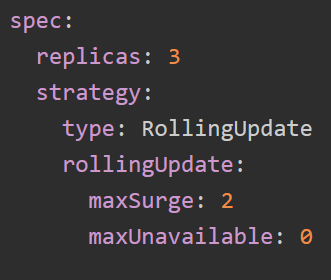 spec:
  replicas: 3
  strategy:
    type: RollingUpdate
    rollingUpdate:
      maxSurge: 2
      maxUnavailable: 0